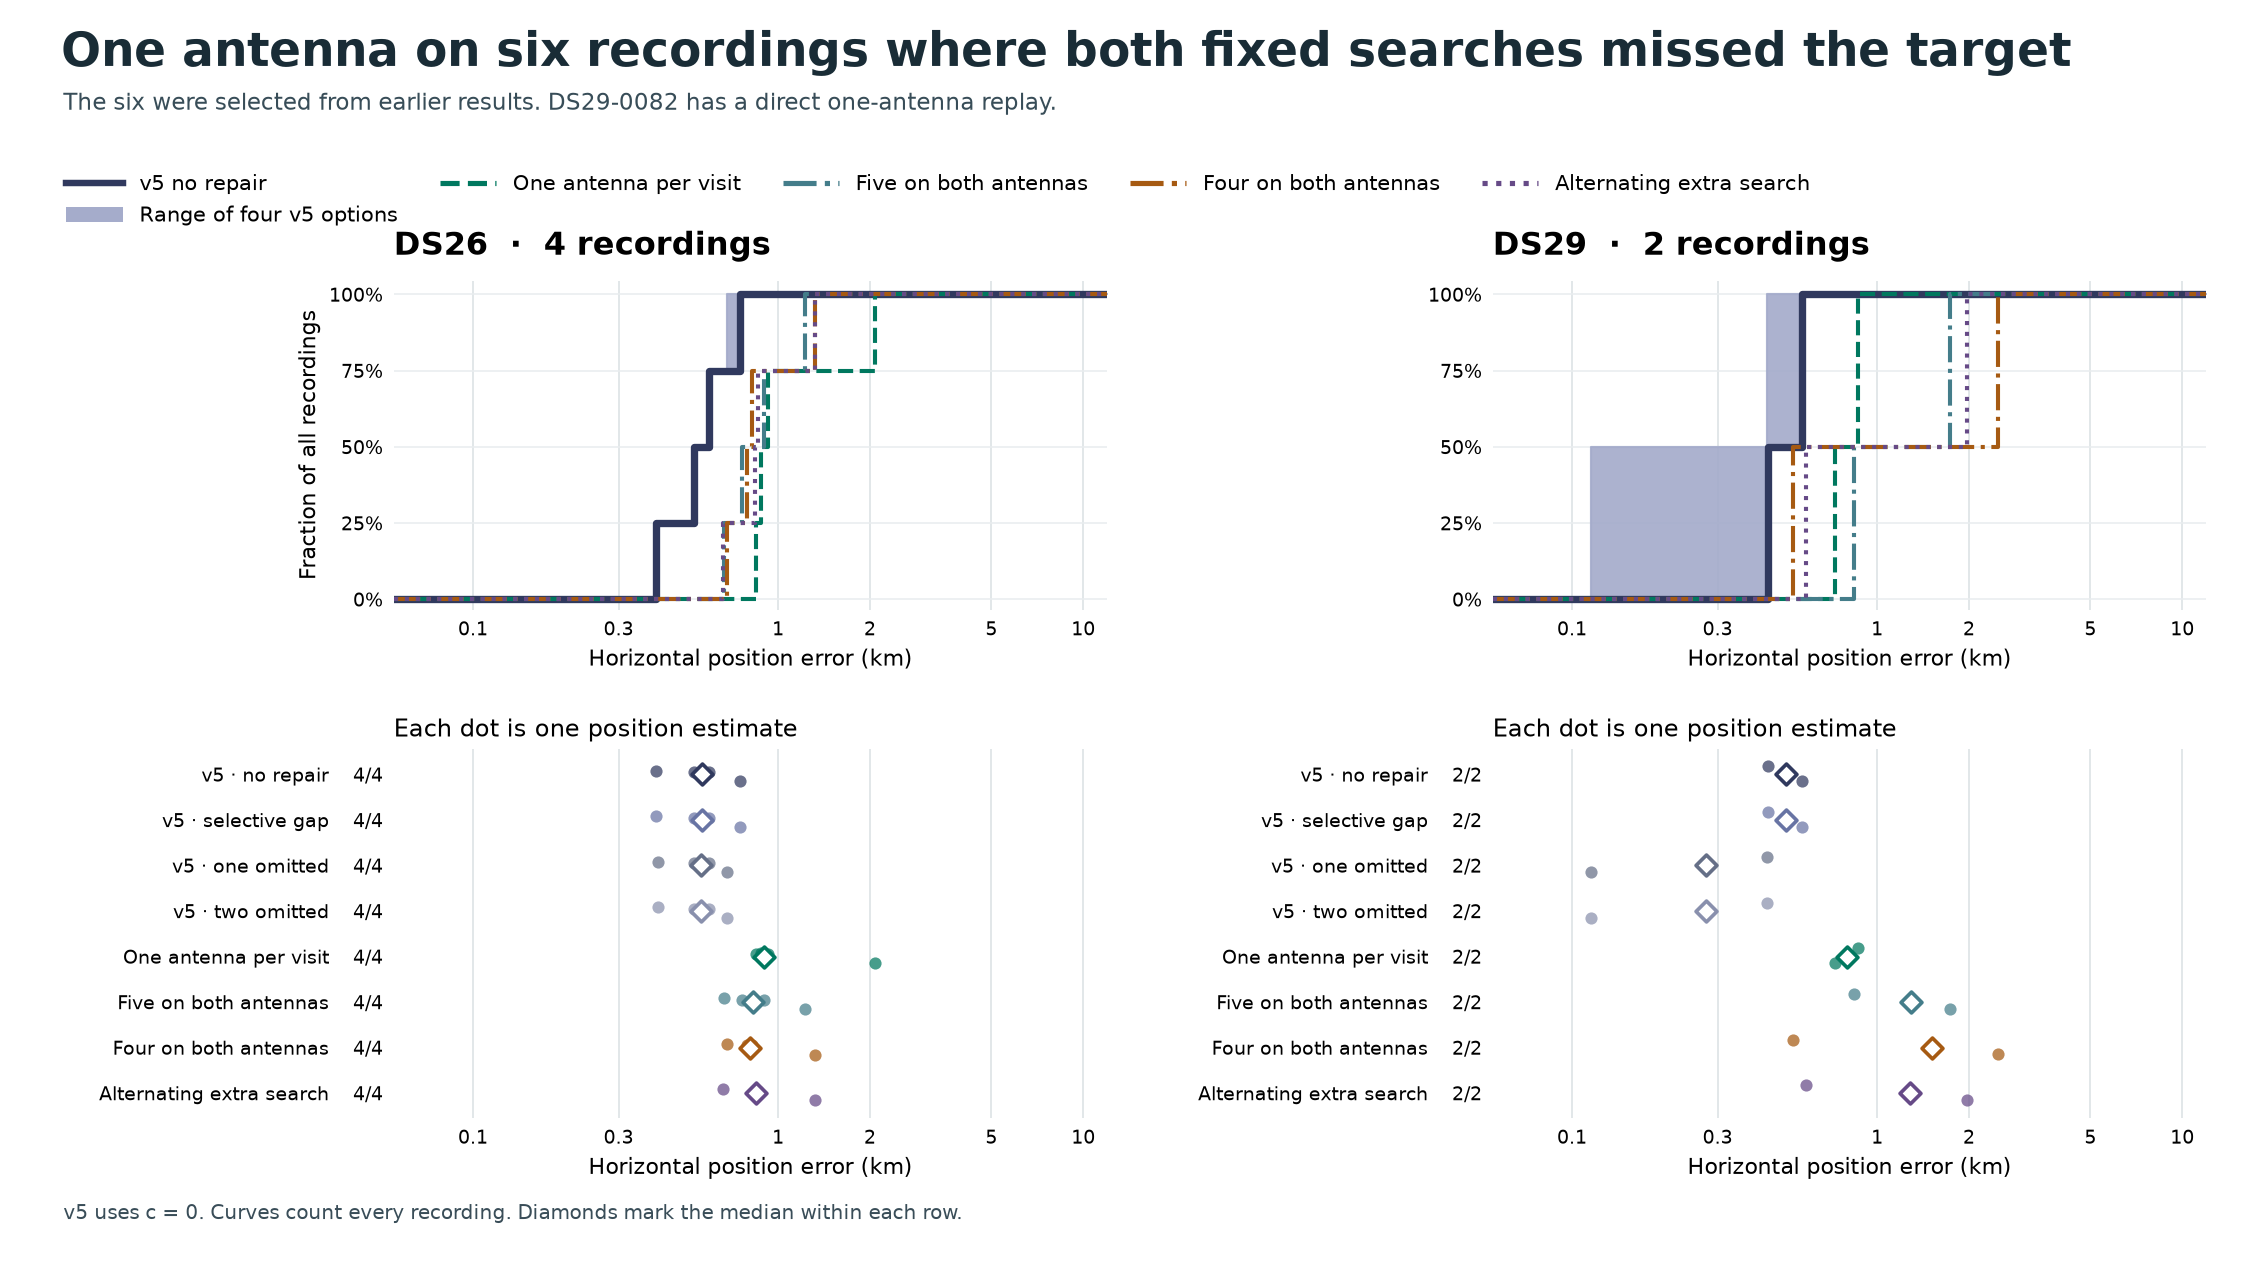 One antenna on six recordings where both fixed searches missed the target
The six were selected from earlier results. DS29-0082 has a direct one-antenna replay.
v5 no repair
One antenna per visit
Five on both antennas
Four on both antennas
Alternating extra search
Range of four v5 options
DS26 · 4 recordings
Fraction of all recordings
100%
75%
50%
25%
0%
0.1 0.3 1 2 5 10
Horizontal position error (km)
DS29 · 2 recordings
100%
75%
50%
25%
0%
0.1 0.3 1 2 5 10
Horizontal position error (km)
Each dot is one position estimate
v5 · no repair 4/4
v5 · selective gap 4/4
v5 · one omitted 4/4
v5 · two omitted 4/4
One antenna per visit 4/4
Five on both antennas 4/4
Four on both antennas 4/4
Alternating extra search 4/4
0.1 0.3 1 2 5 10
Horizontal position error (km)
Each dot is one position estimate
v5 · no repair 2/2
v5 · selective gap 2/2
v5 · one omitted 2/2
v5 · two omitted 2/2
One antenna per visit 2/2
Five on both antennas 2/2
Four on both antennas 2/2
Alternating extra search 2/2
0.1 0.3 1 2 5 10
Horizontal position error (km)
v5 uses c = 0. Curves count every recording. Diamonds mark the median within each row.